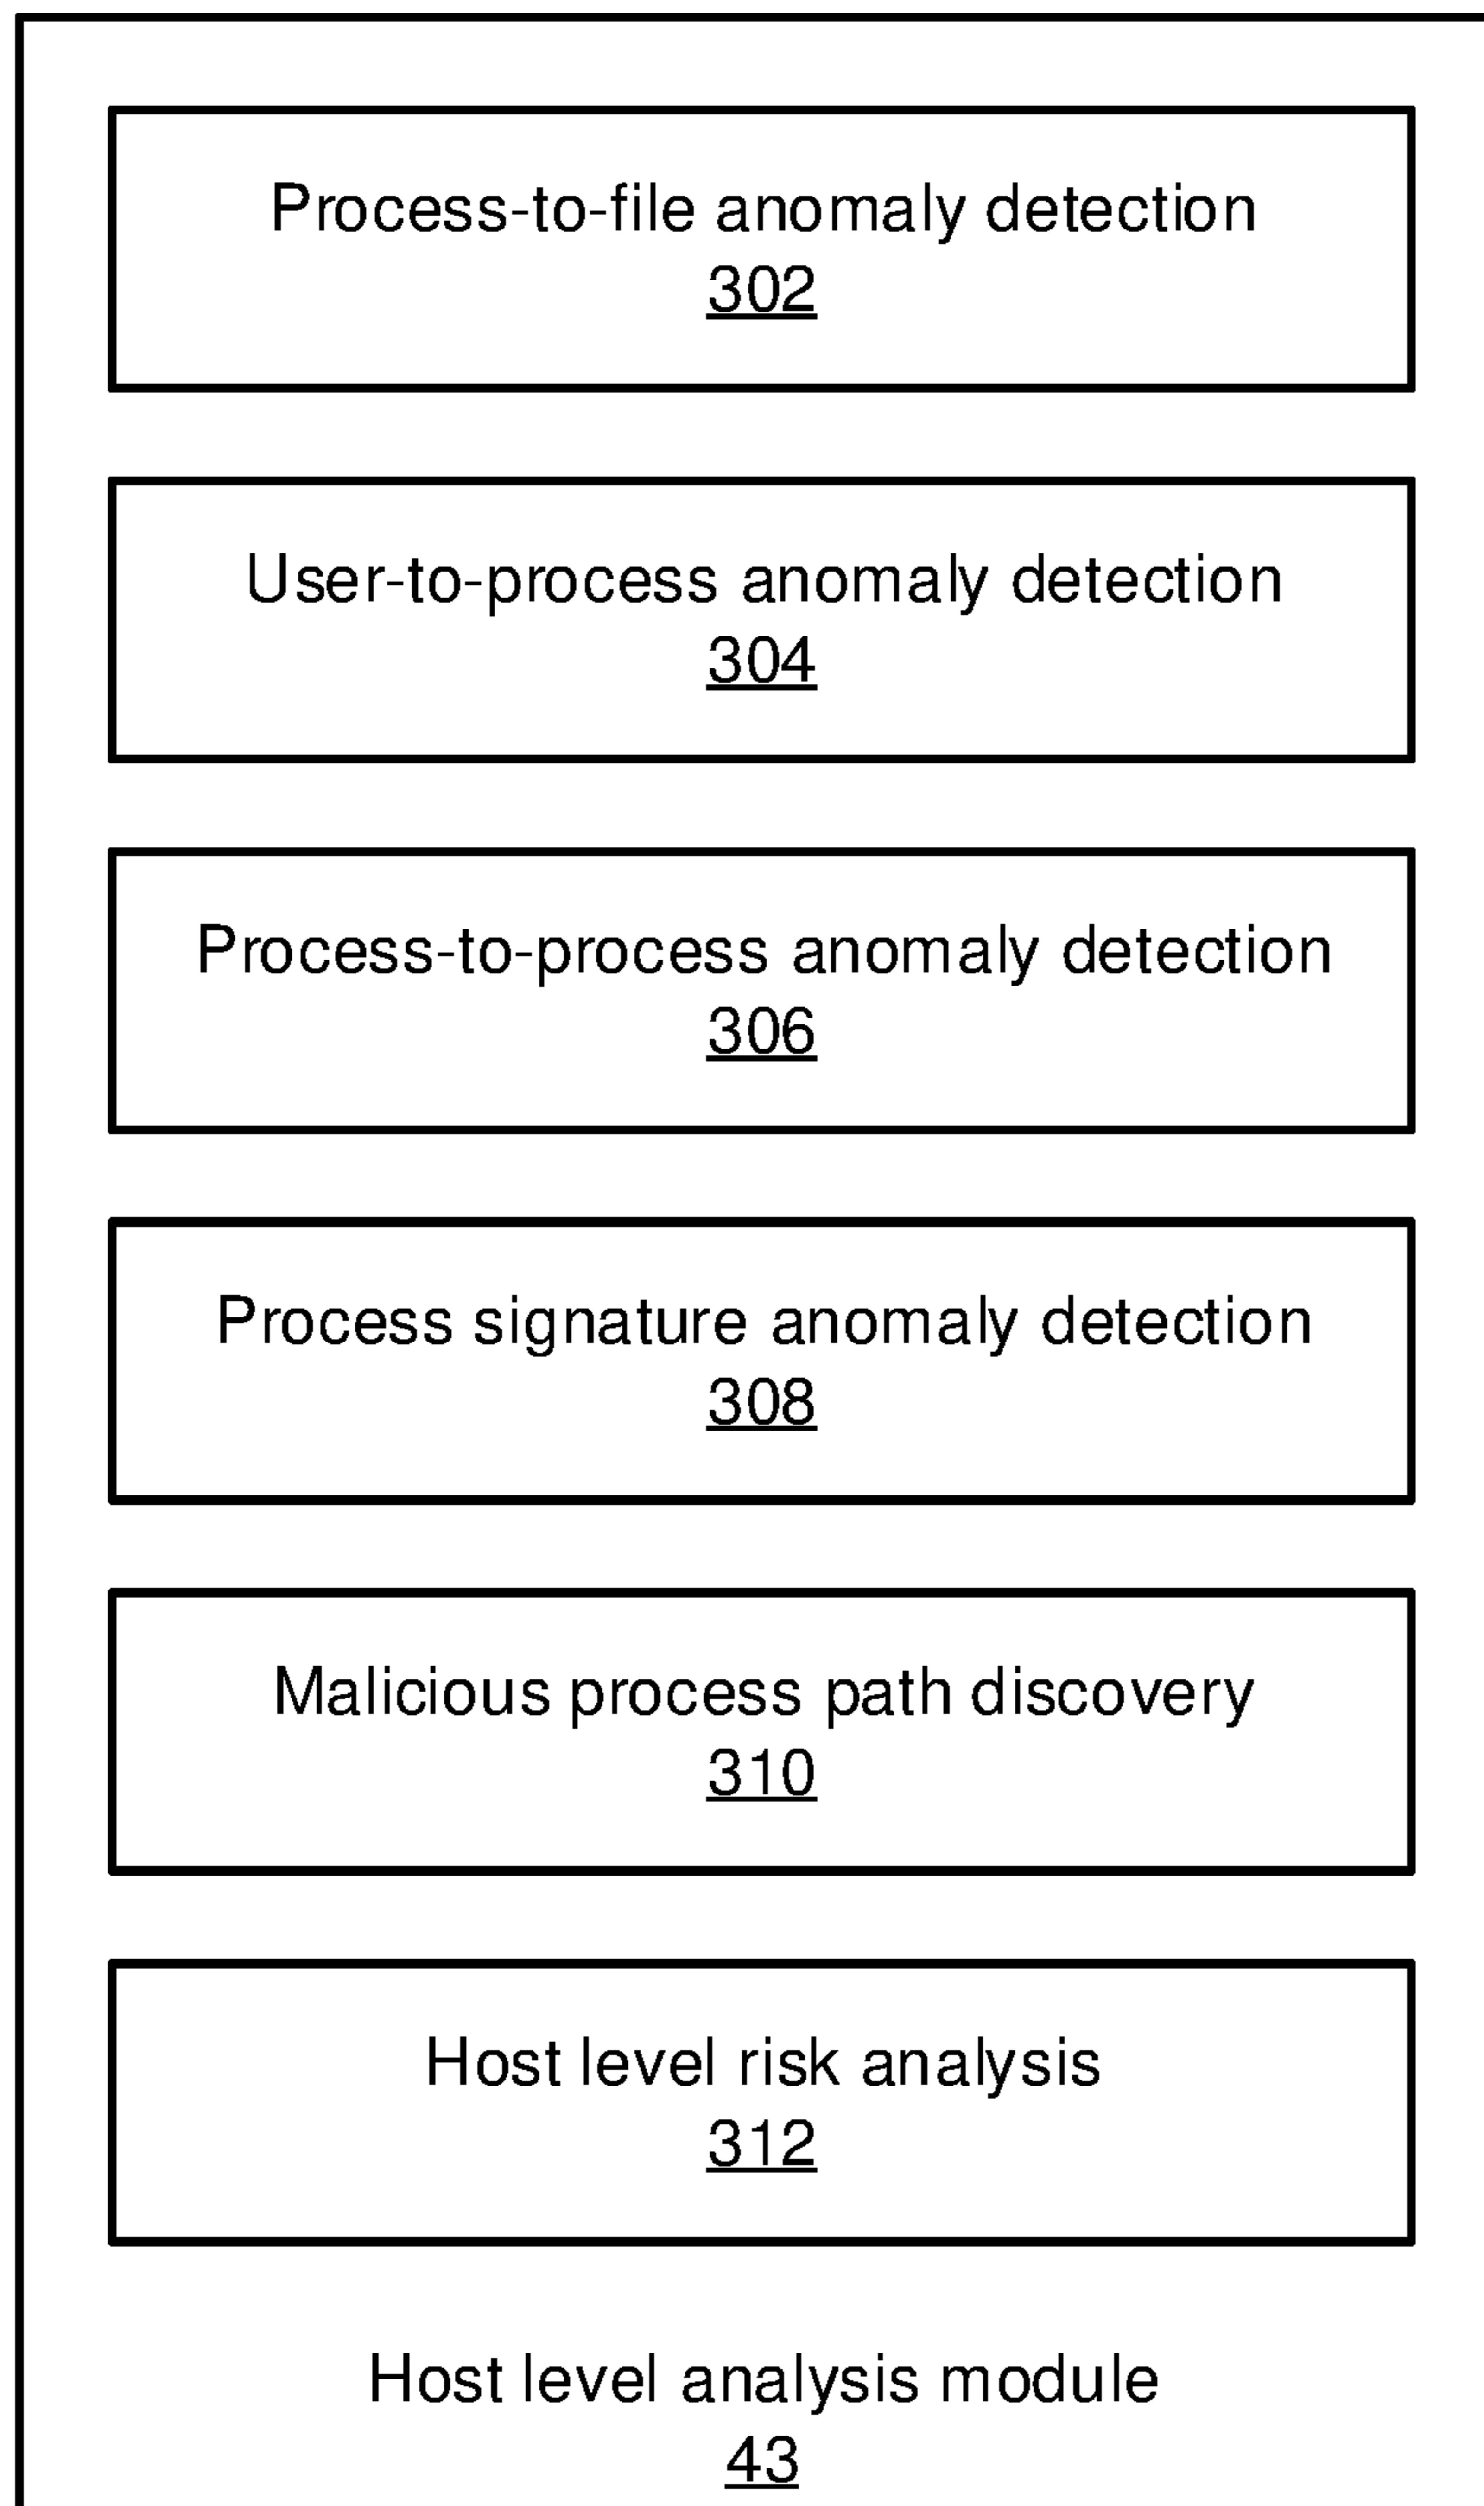 Process-to-file anomaly detection
302
User-to-process anomaly detection
304
Process-to-process anomaly detection
306
Process signature anomaly detection
308
Malicious process path discovery
310
Host level risk analysis
312
Host level analysis module
43